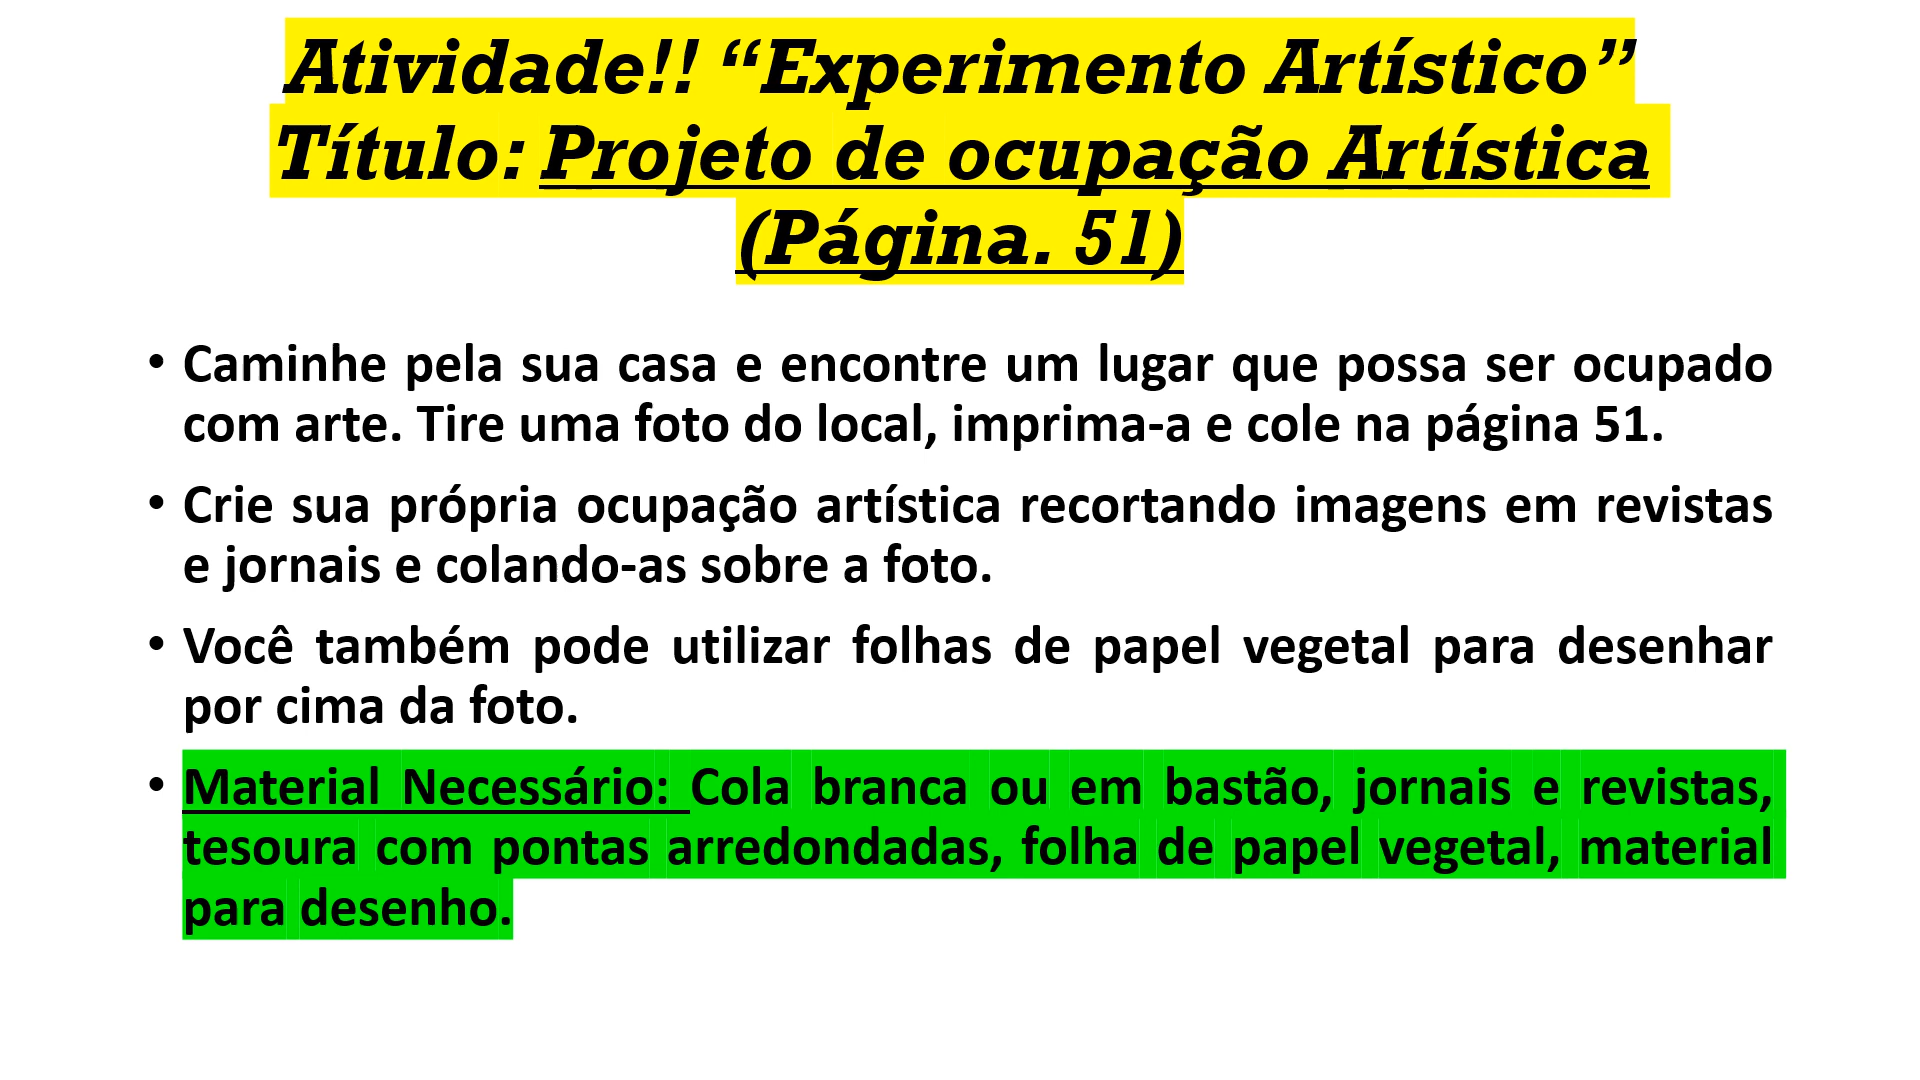 Atividade!! “Experimento Artístico”
Título: Projeto de ocupação Artística
(Página. 51)
• Caminhe pela sua casa e encontre um lugar que possa ser ocupado
com arte. Tire uma foto do local, imprima-a e cole na página 51.
• Crie sua própria ocupação artística recortando imagens em revistas
e jornais e colando-as sobre a foto.
• Você também pode utilizar folhas de papel vegetal para desenhar
por cima da foto.
• Material Necessário: Cola branca ou em bastão, jornais e revistas,
tesoura com pontas arredondadas, folha de papel vegetal, material
para desenho.